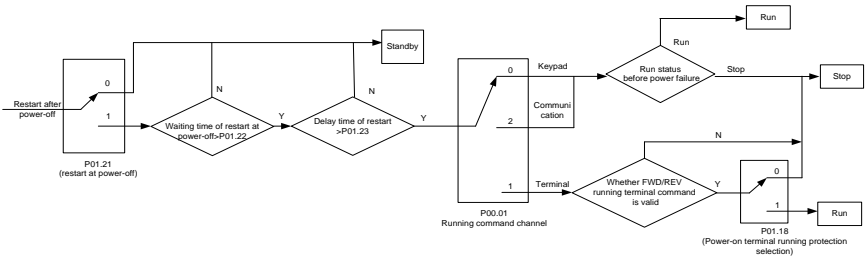 Run
Run
Standby
Keypad
Run status
before power failure
Stop
Stop
0
N
N
0
Communi
cation
Restart after
power-off
1
Waiting time of restart at
power-off>P01.22
Y
Delay time of restart
>P01.23
Y
2
N
P01.21
(restart at power-off)
1
Terminal
Whether FWD/REV
running terminal command
is valid
Y
0
1
Run
P00.01
Running command channel
P01.18
(Power-on terminal running protection
selection)